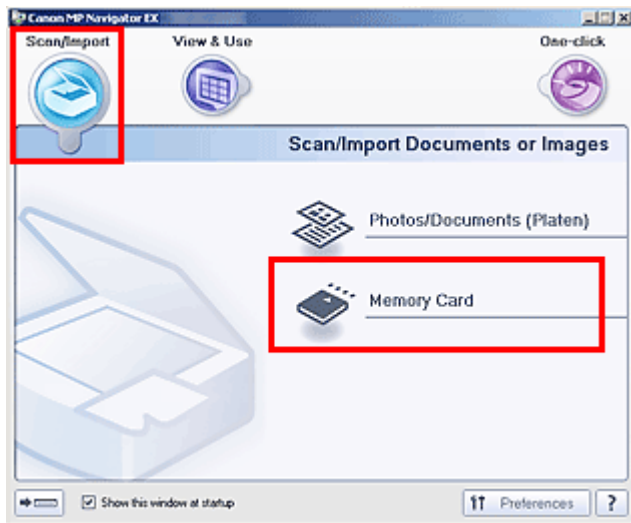 Canon MP Navigator EX
Scan/Import View & Use One-click
Scan/Import Documents or Images
Photos/Documents (Platen)
Memory Card
Show this window at startup Preferences ?